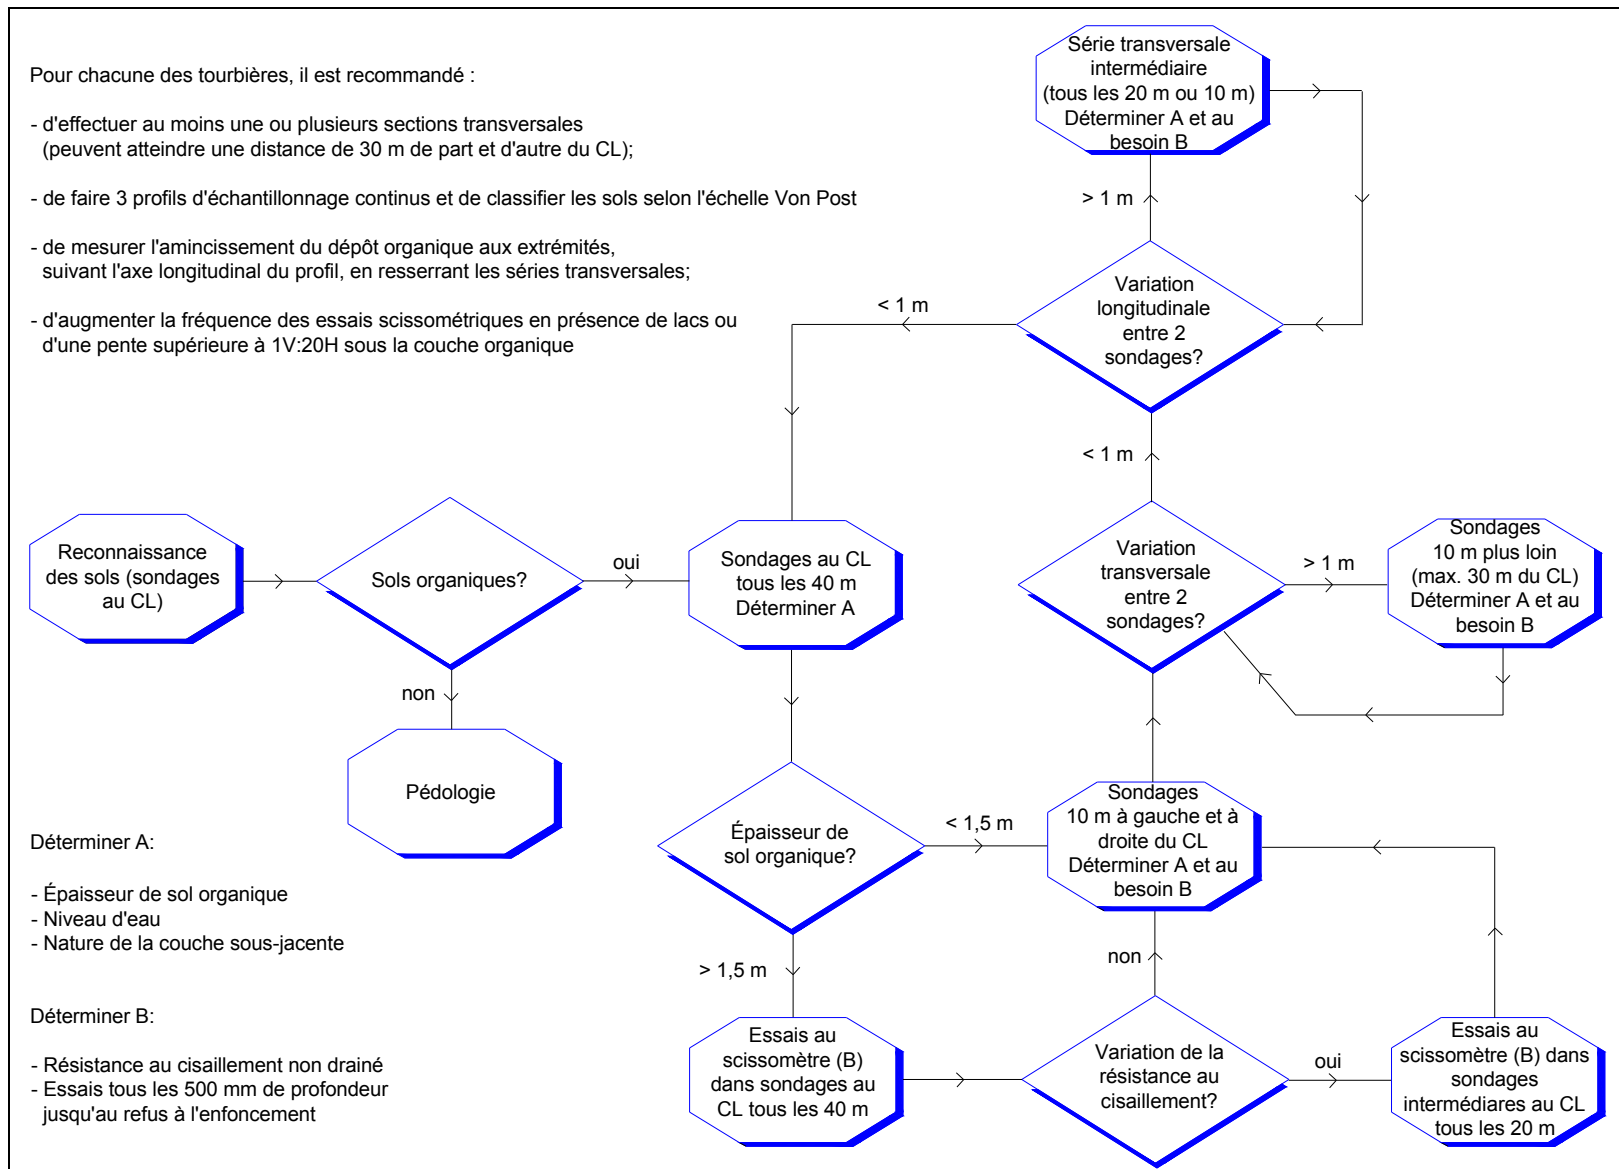 Pour chacune des tourbières, il est recommandé :
- d'effectuer au moins une ou plusieurs sections transversales
(peuvent atteindre une distance de 30 m de part et d'autre du CL);
- de faire 3 profils d'échantillonnage continus et de classifier les sols selon l'échelle Von Post
- de mesurer l'amincissement du dépôt organique aux extrémités,
suivant l'axe longitudinal du profil, en resserrant les séries transversales;
- d'augmenter la fréquence des essais scissométriques en présence de lacs ou
d'une pente supérieure à 1V:20H sous la couche organique
Série transversale
intermédiaire
(tous les 20 m ou 10 m)
Déterminer A et au
besoin B
> 1 m
Variation
longitudinale
entre 2
sondages?
< 1 m
< 1 m
Reconnaissance
des sols (sondages
au CL)
Sols organiques?
oui
non
Pédologie
Sondages au CL
tous les 40 m
Déterminer A
Variation
transversale
entre 2
sondages?
> 1 m
Sondages
10 m plus loin
(max. 30 m du CL)
Déterminer A et au
besoin B
Épaisseur de
sol organique?
< 1,5 m
Sondages
10 m à gauche et à
droite du CL
Déterminer A et au
besoin B
> 1,5 m
non
Essais au
scissomètre (B)
dans sondages au
CL tous les 40 m
Variation de la
résistance au
cisaillement?
oui
Essais au
scissomètre (B) dans
sondages
intermédiares au CL
tous les 20 m
Déterminer A:
- Épaisseur de sol organique
- Niveau d'eau
- Nature de la couche sous-jacente
Déterminer B:
- Résistance au cisaillement non drainé
- Essais tous les 500 mm de profondeur
jusqu'au refus à l'enfoncement